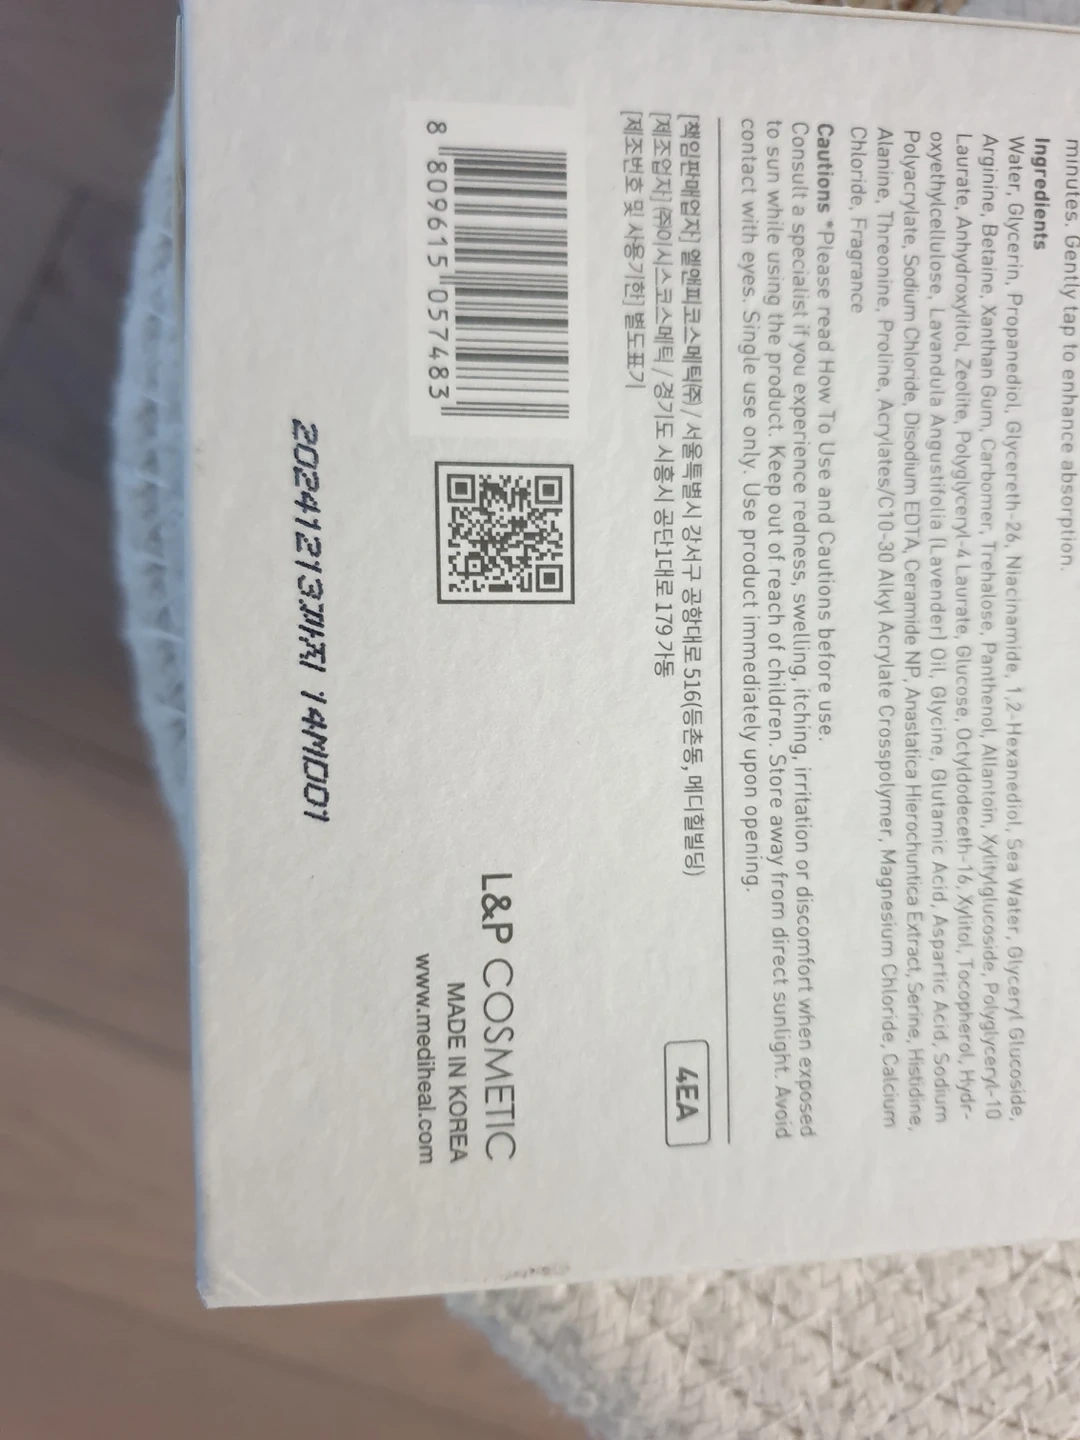 minutes. Gently tap to enhance absorption.
Ingredients
Water, Glycerin, Propanediol, Glycereth-26, Niacinamide, 1,2-Hexanediol, Sea Water, Glyceryl Glucoside,
Arginine, Betaine, Xanthan Gum, Carbomer, Trehalose, Panthenol, Allantoin, Xylitylglucoside, Polyglyceryl-10
Laurate, Anhydroxylitol, Zeolite, Polyglyceryl-4 Laurate, Glucose, Octyldodeceth-16, Xylitol, Tocopherol, Hydr-
oxyethylcellulose, Lavandula Angustifolia (Lavender) Oil, Glycine, Glutamic Acid, Aspartic Acid, Sodium
Polyacrylate, Sodium Chloride, Disodium EDTA, Ceramide NP, Anastatica Hierochuntica Extract, Serine, Histidine,
Alanine, Threonine, Proline, Acrylates/C10-30 Alkyl Acrylate Crosspolymer, Magnesium Chloride, Calcium
Chloride, Fragrance
Cautions *Please read How To Use and Cautions before use.
Consult a specialist if you experience redness, swelling, itching, irritation or discomfort when exposed
to sun while using the product. Keep out of reach of children. Store away from direct sunlight. Avoid
contact with eyes. Single use only. Use product immediately upon opening.
[책임판매업자] 엘앤피코스메틱㈜ / 서울특별시 강서구 공항대로 516(등촌동, 메디힐빌딩)
[제조업자] ㈜이시스코스메틱 / 경기도 시흥시 공단1대로 179 가동
[제조번호 및 사용기한] 별도표기
4EA
8 809615 057483
L&P COSMETIC
MADE IN KOREA
www.mediheal.com
20241213까지 14M001